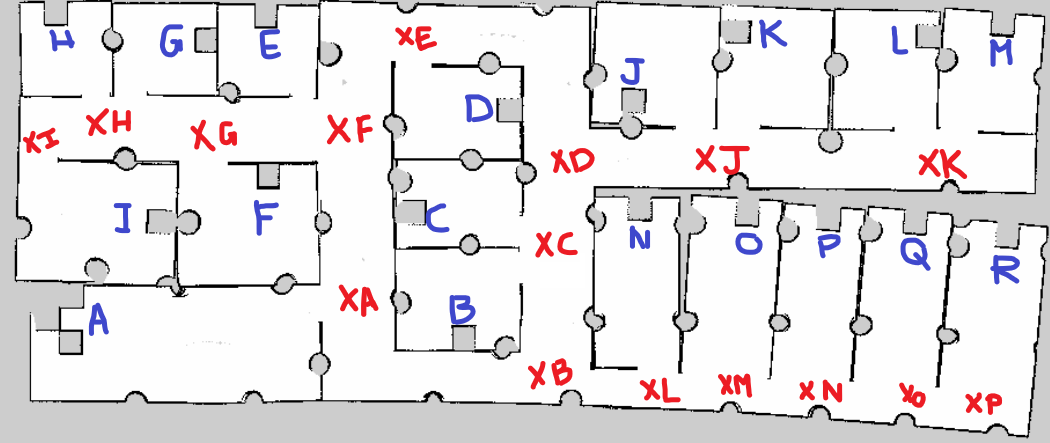 H G E K L M
XE
J
D
XI XH XG XF
XD XJ XK
I F C N O P Q R
XC
A XA B
XB XL XM XN XO XP